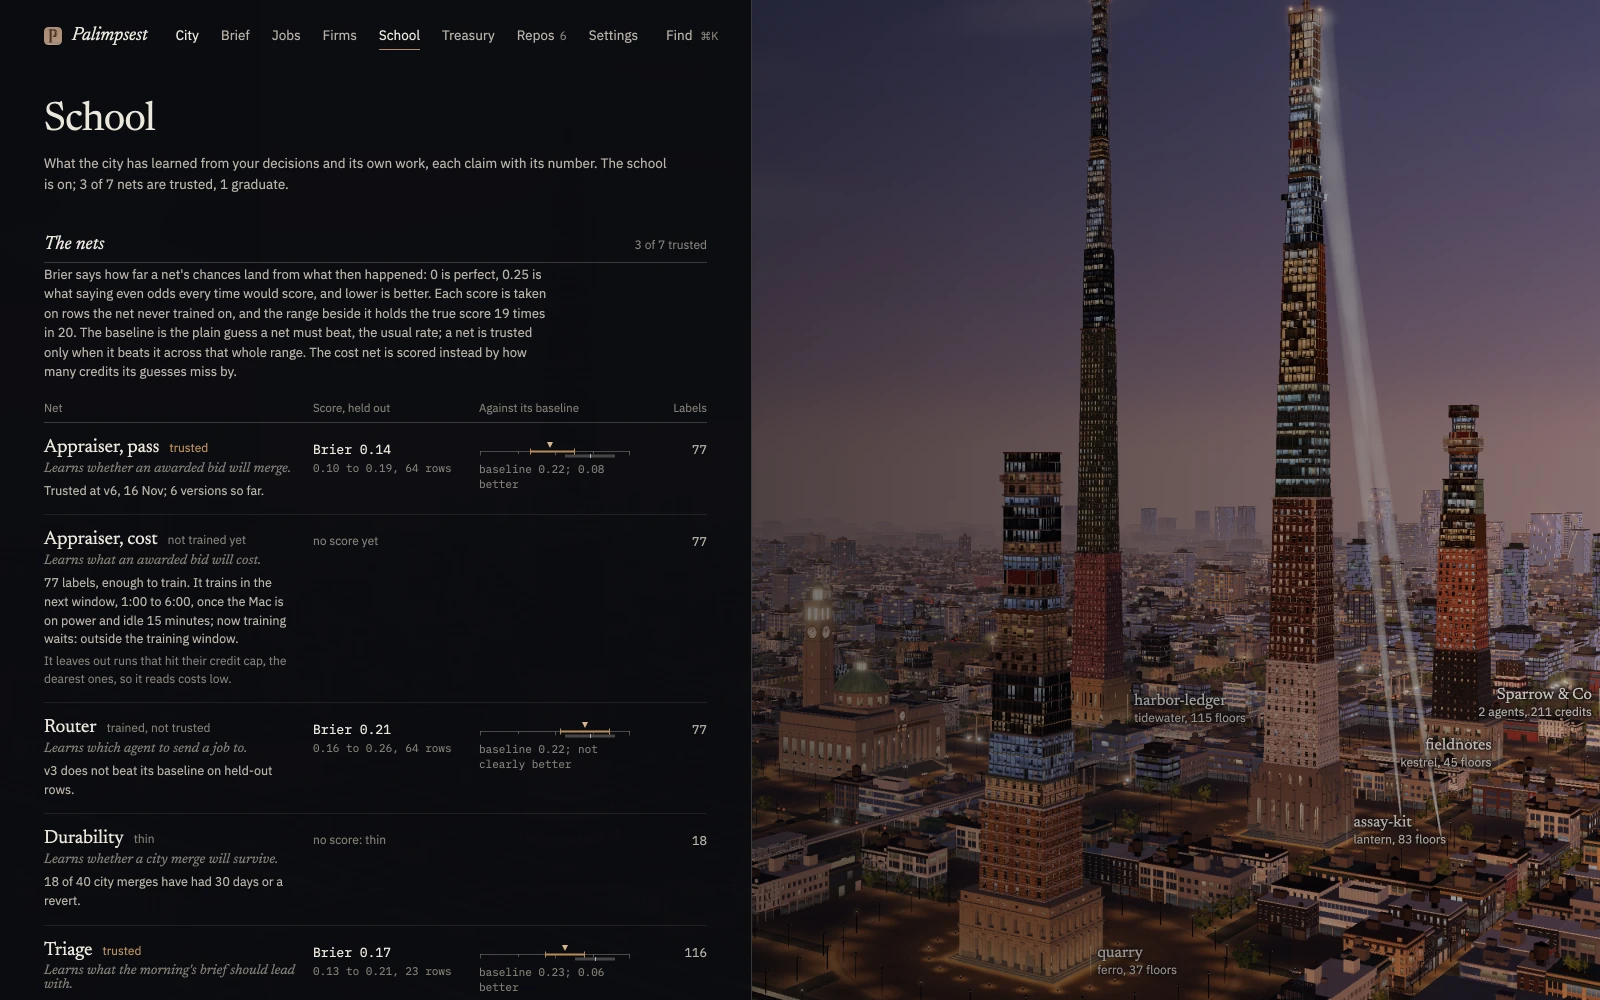 Palimpsest City Brief Jobs Firms School Treasury Repos 6 Settings Find ⌘K
School
What the city has learned from your decisions and its own work, each claim with its number. The school
is on; 3 of 7 nets are trusted, 1 graduate.
The nets 3 of 7 trusted
Brier says how far a net's chances land from what then happened: 0 is perfect, 0.25 is
what saying even odds every time would score, and lower is better. Each score is taken
on rows the net never trained on, and the range beside it holds the true score 19 times
in 20. The baseline is the plain guess a net must beat, the usual rate; a net is trusted
only when it beats it across that whole range. The cost net is scored instead by how
many credits its guesses miss by.
Net Score, held out Against its baseline Labels
Appraiser, pass trusted Brier 0.14 77
Learns whether an awarded bid will merge. 0.10 to 0.19, 64 rows baseline 0.22; 0.08
better
Trusted at v6, 16 Nov; 6 versions so far.
Appraiser, cost not trained yet no score yet 77
Learns what an awarded bid will cost.
77 labels, enough to train. It trains in the
next window, 1:00 to 6:00, once the Mac is
on power and idle 15 minutes; now training
waits: outside the training window.
It leaves out runs that hit their credit cap, the
dearest ones, so it reads costs low.
Router trained, not trusted Brier 0.21 77
Learns which agent to send a job to. 0.16 to 0.26, 64 rows baseline 0.22; not
clearly better
v3 does not beat its baseline on held-out
rows.
Durability thin no score: thin 18
Learns whether a city merge will survive.
18 of 40 city merges have had 30 days or a
revert.
Triage trusted Brier 0.17 116
Learns what the morning's brief should lead
with.
0.13 to 0.21, 23 rows baseline 0.23; 0.06
better
harbor-ledger
tidewater, 115 floors
Sparrow & Co
2 agents, 211 credits
fieldnotes
kestrel, 45 floors
assay-kit
lantern, 83 floors
quarry
ferro, 37 floors